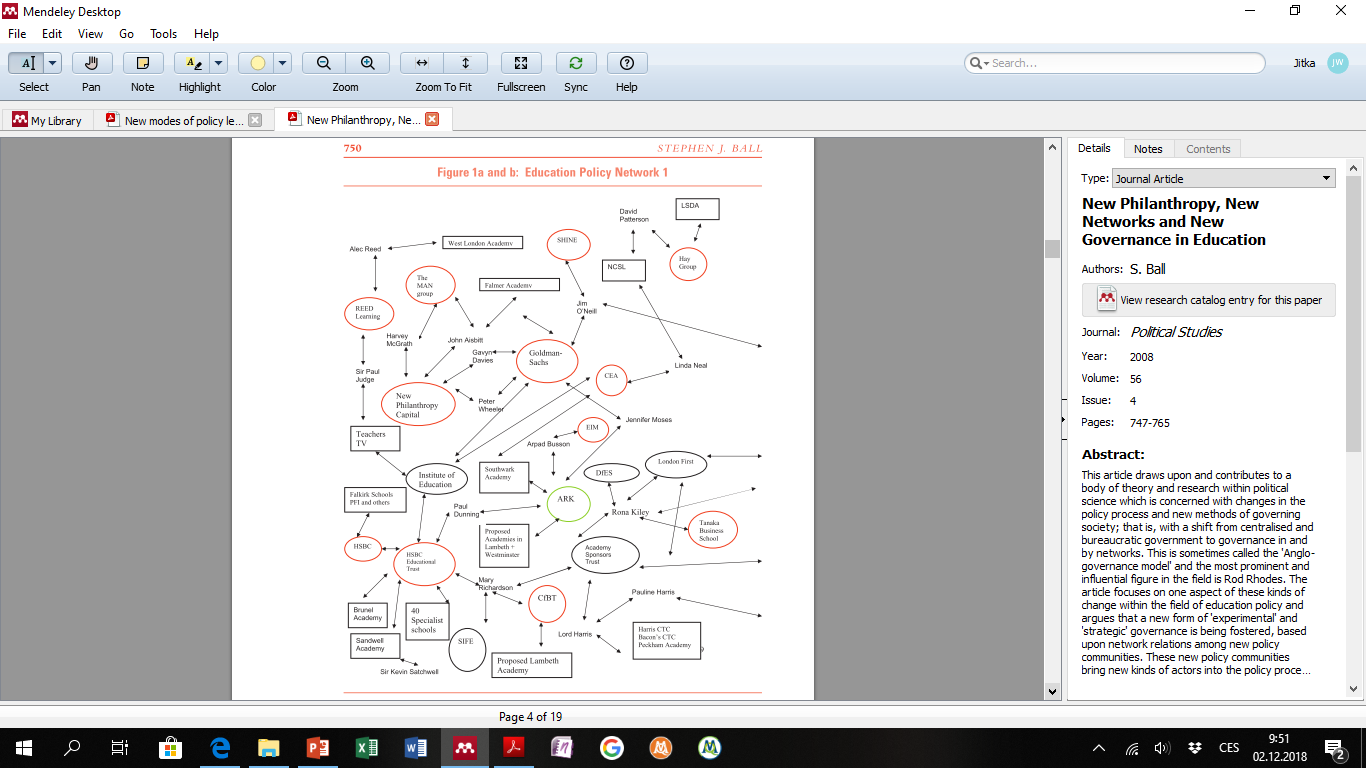 Mendeley Desktop
File Edit View Go Tools Help
Select Pan Note Highlight Color Zoom Zoom To Fit Fullscreen Sync Help
Search...
Jitka JW
My Library
New modes of policy le...
New Philanthropy, Ne...
750 STEPHEN J. BALL
Figure 1a and b: Education Policy Network 1
LSDA
David
Patterson
Alec Reed
West London Academy
SHINE
NCSL
Hay
Group
The
MAN
group
Falmer Academy
REED
Learning
Jim
O'Neill
Harvey
McGrath
John Aisbitt
Gavyn
Davies
Goldman-
Sachs
Linda Neal
CEA
Sir Paul
Judge
New
Philanthropy
Capital
Peter
Wheeler
Jennifer Moses
EIM
Teachers
TV
Arpad Busson
Institute of
Education
Southwark
Academy
DfES
London First
Falkirk Schools
PFI and others
ARK
Paul
Dunning
Rona Kiley
Tanaka
Business
School
Proposed
Academies in
Lambeth +
Westminster
HSBC
HSBC
Educational
Trust
Academy
Sponsors
Trust
Mary
Richardson
CfBT
Pauline Harris
Brunel
Academy
40
Specialist
schools
SIFE
Lord Harris
Harris CTC
Bacon's CTC
Peckham Academy
Sandwell
Academy
Proposed Lambeth
Academy
Sir Kevin Satchwell
Details Notes Contents
Type: Journal Article
New Philanthropy, New
Networks and New
Governance in Education
Authors: S. Ball
View research catalog entry for this paper
Journal: Political Studies
Year: 2008
Volume: 56
Issue: 4
Pages: 747-765
Abstract:
This article draws upon and contributes to a
body of theory and research within political
science which is concerned with changes in the
policy process and new methods of governing
society; that is, with a shift from centralised and
bureaucratic government to governance in and
by networks. This is sometimes called the 'Anglo-
governance model' and the most prominent and
influential figure in the field is Rod Rhodes. The
article focuses on one aspect of these kinds of
change within the field of education policy and
argues that a new form of 'experimental' and
'strategic' governance is being fostered, based
upon network relations among new policy
communities. These new policy communities
bring new kinds of actors into the policy proce...
Page 4 of 19
CES
9:51
02.12.2018
2